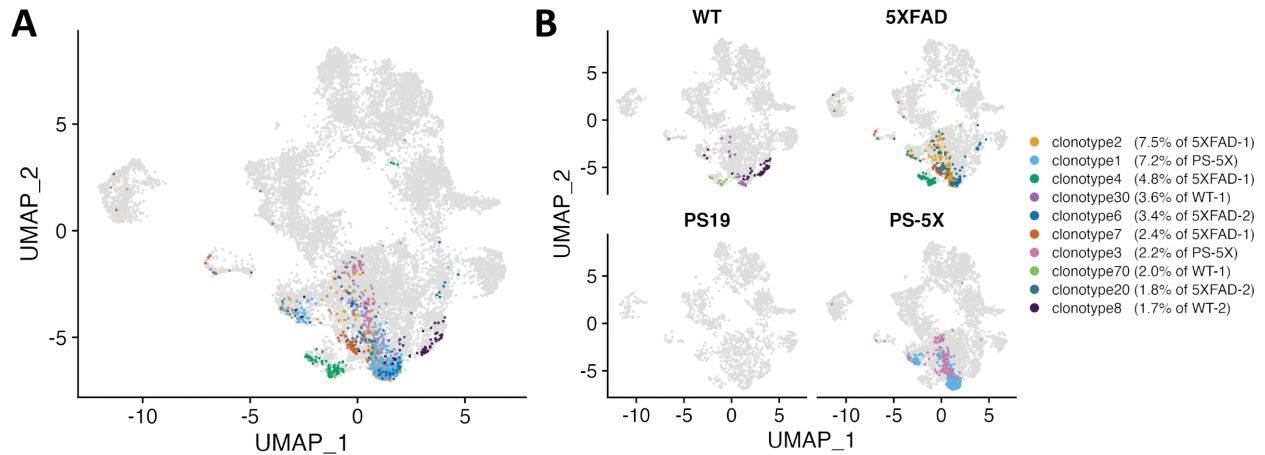 A
B
WT
5XFAD
PS19
PS-5X
5
0
-5
UMAP_2
-10
-5
0
5
UMAP_1
5
0
-5
5
0
-5
UMAP_2
-10
-5
0
5
-10
-5
0
5
UMAP_1
clonotype2 (7.5% of 5XFAD-1)
clonotype1 (7.2% of PS-5X)
clonotype4 (4.8% of 5XFAD-1)
clonotype30 (3.6% of WT-1)
clonotype6 (3.4% of 5XFAD-2)
clonotype7 (2.4% of 5XFAD-1)
clonotype3 (2.2% of PS-5X)
clonotype70 (2.0% of WT-1)
clonotype20 (1.8% of 5XFAD-2)
clonotype8 (1.7% of WT-2)